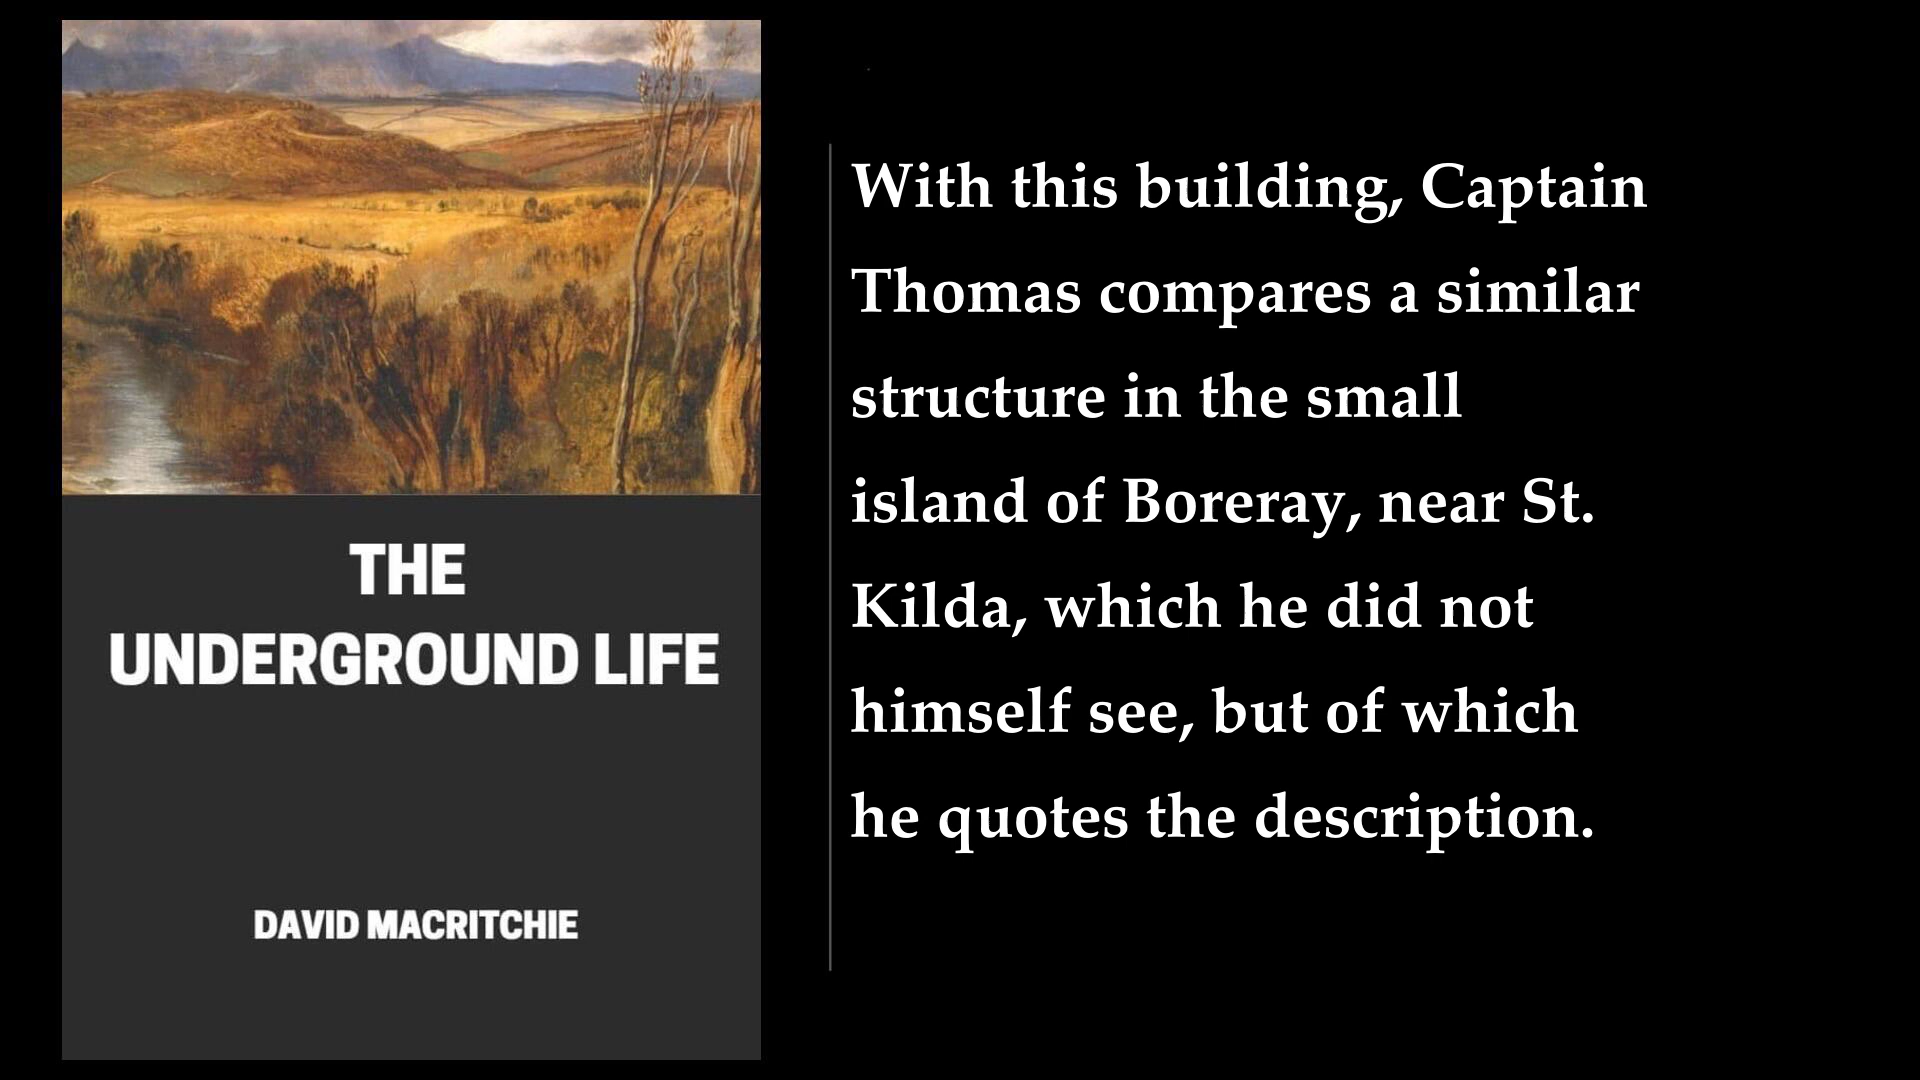 THE
UNDERGROUND LIFE
DAVID MACRITCHIE
With this building, Captain
Thomas compares a similar
structure in the small
island of Boreray, near St.
Kilda, which he did not
himself see, but of which
he quotes the description.